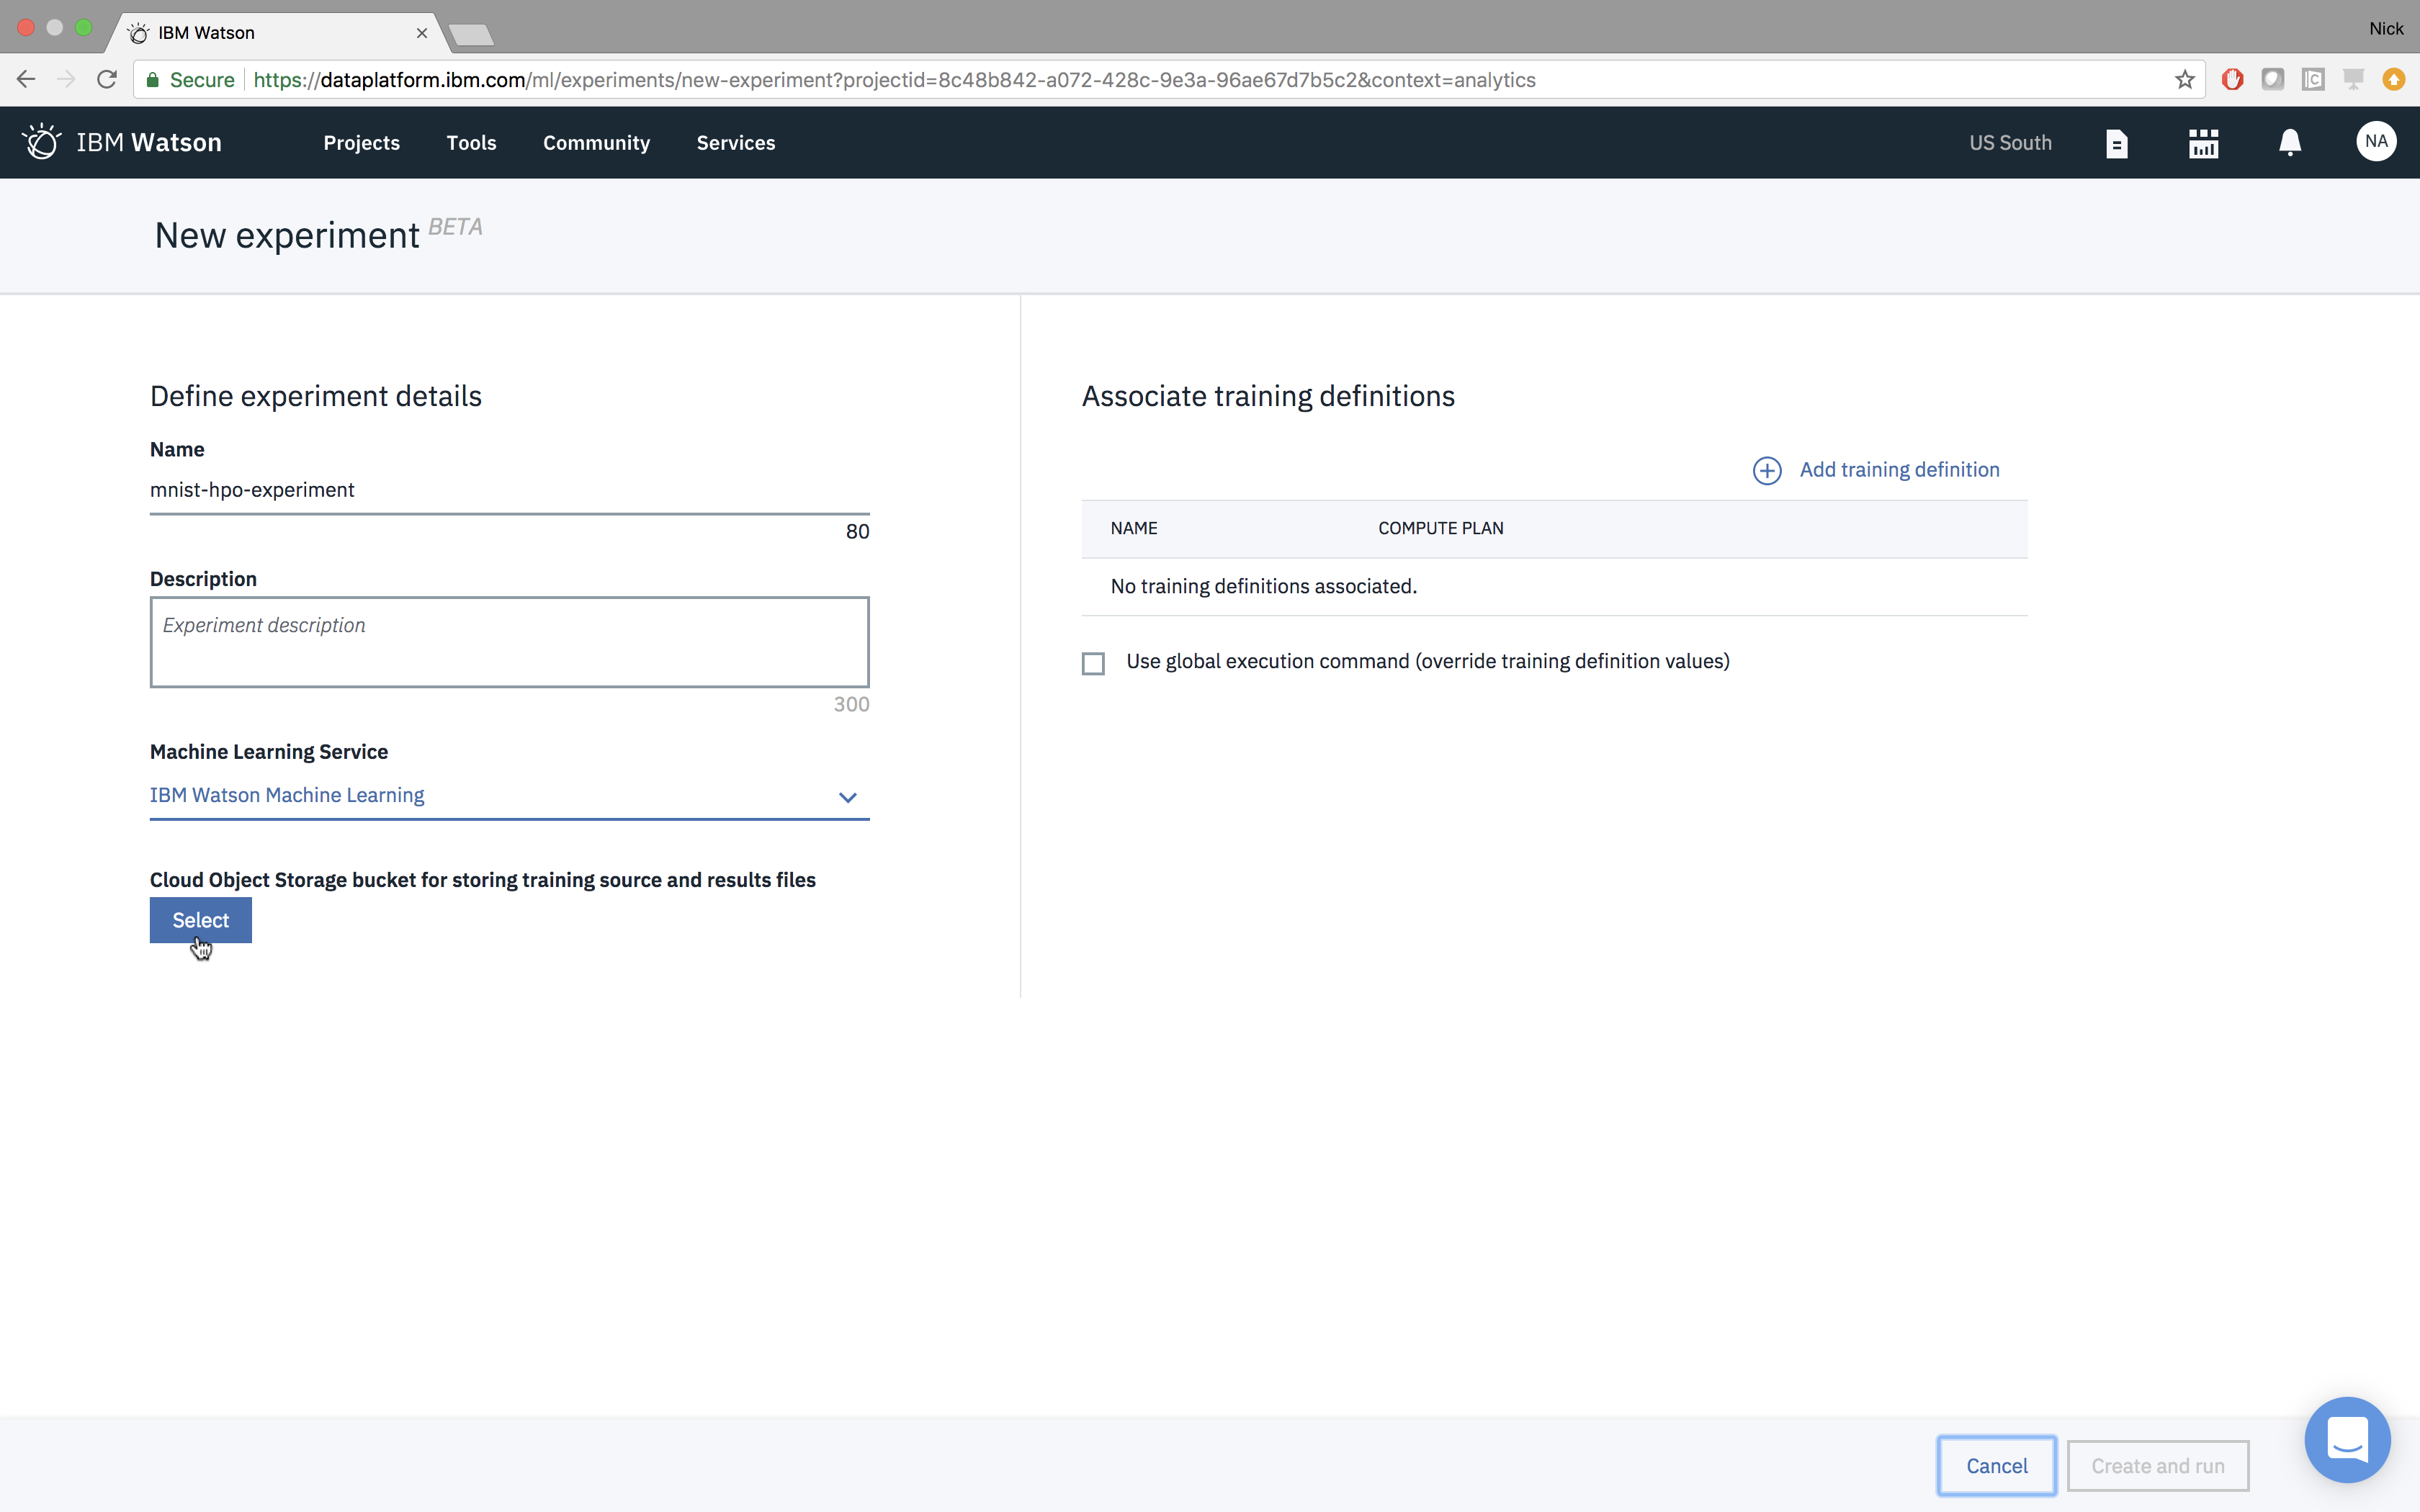 IBM Watson
Nick
Secure https://dataplatform.ibm.com/ml/experiments/new-experiment?projectid=8c48b842-a072-428c-9e3a-96ae67d7b5c2&context=analytics
IBM Watson Projects Tools Community Services US South NA
New experiment BETA
Define experiment details
Name
mnist-hpo-experiment
80
Description
Experiment description
300
Machine Learning Service
IBM Watson Machine Learning
Cloud Object Storage bucket for storing training source and results files
Select
Associate training definitions
Add training definition
NAME COMPUTE PLAN
No training definitions associated.
Use global execution command (override training definition values)
Cancel Create and run